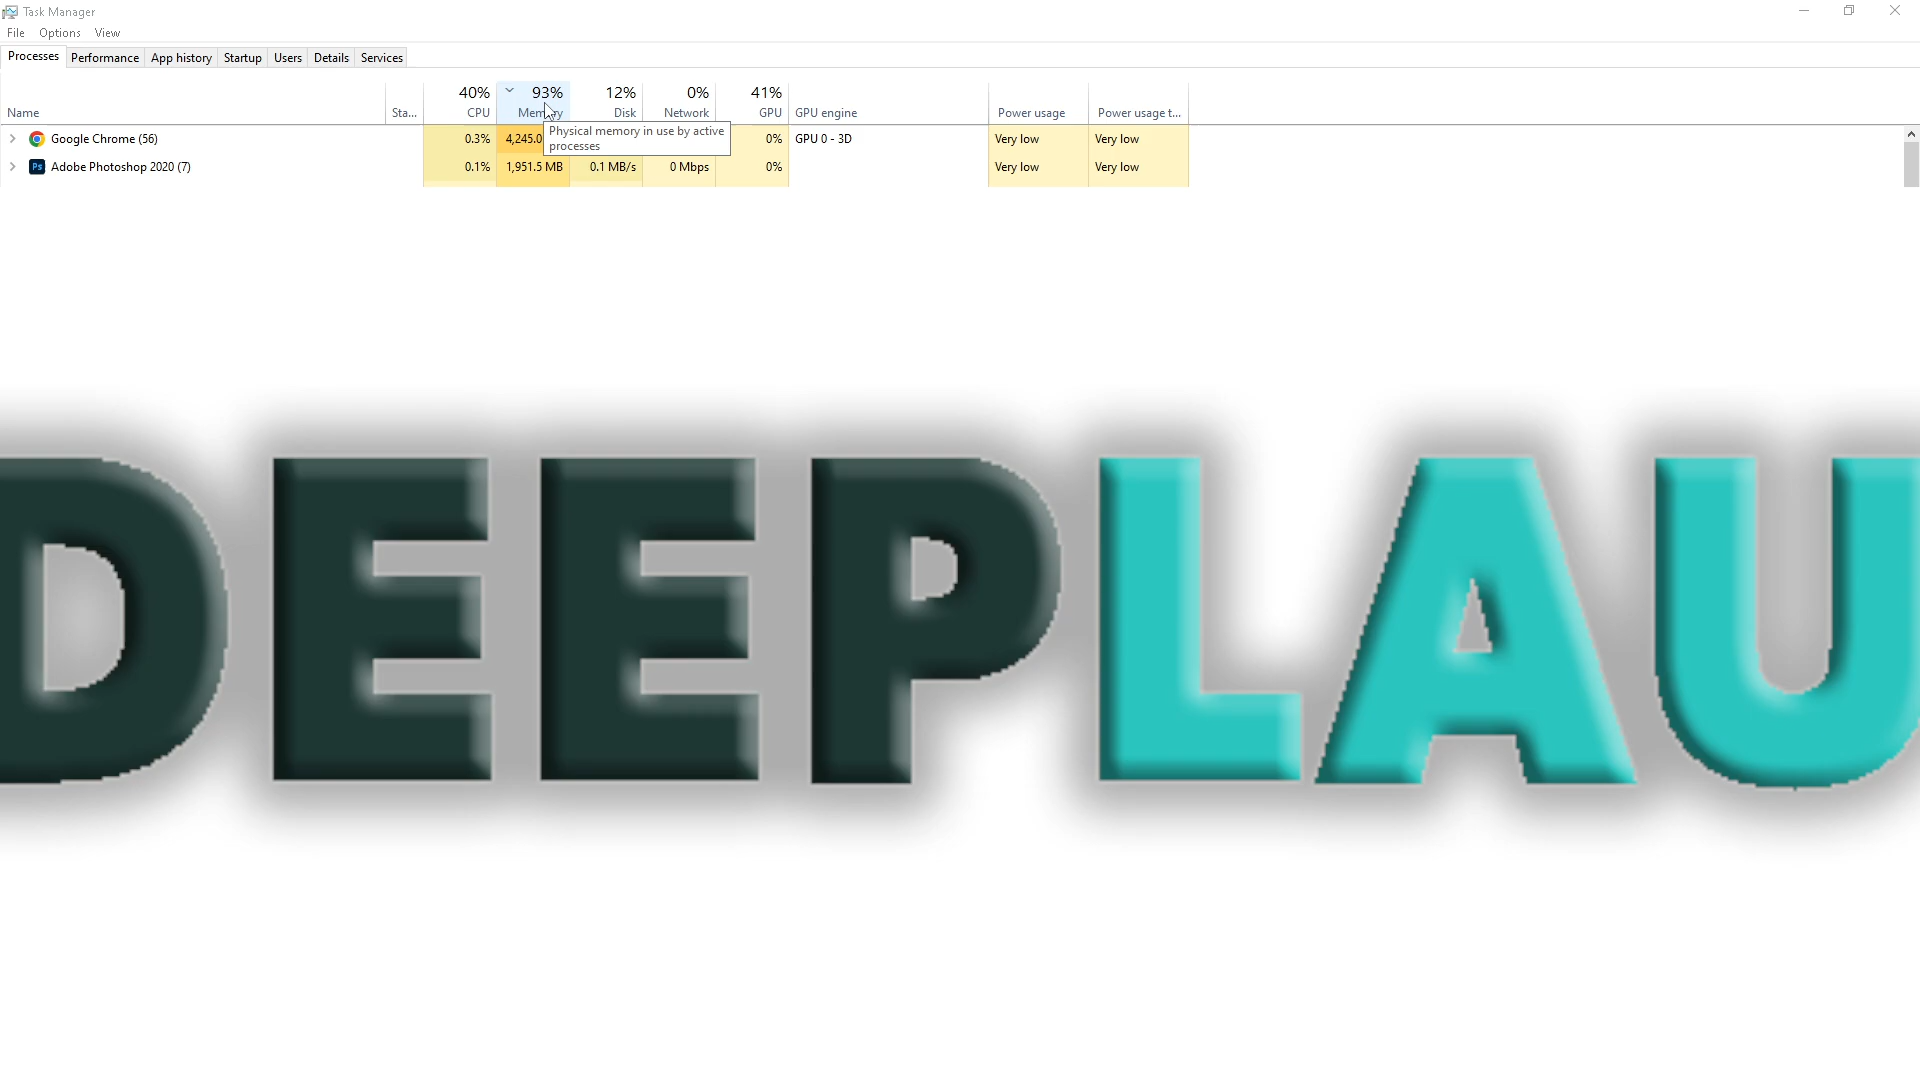 Task Manager
File Options View
Processes Performance App history Startup Users Details Services
40% 93% 12% 0% 41%
Name Sta... CPU Memory Disk Network GPU GPU engine Power usage Power usage t...
Google Chrome (56) 0.3% 4,245.0 0% GPU 0 - 3D Very low Very low
Physical memory in use by active
processes
Adobe Photoshop 2020 (7) 0.1% 1,951.5 MB 0.1 MB/s 0 Mbps 0% Very low Very low
Ps
DEEPLAU